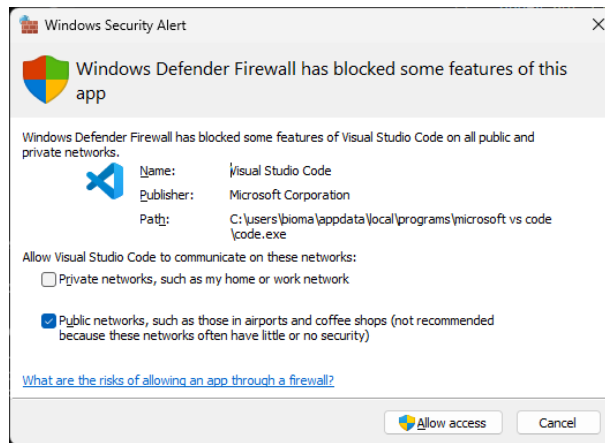 Windows Security Alert
Windows Defender Firewall has blocked some features of this
app
Windows Defender Firewall has blocked some features of Visual Studio Code on all public and
private networks.
Name: Visual Studio Code
Publisher: Microsoft Corporation
Path: C:\users\bioma\appdata\local\programs\microsoft vs code
\code.exe
Allow Visual Studio Code to communicate on these networks:
Private networks, such as my home or work network
Public networks, such as those in airports and coffee shops (not recommended
because these networks often have little or no security)
What are the risks of allowing an app through a firewall?
Allow access Cancel